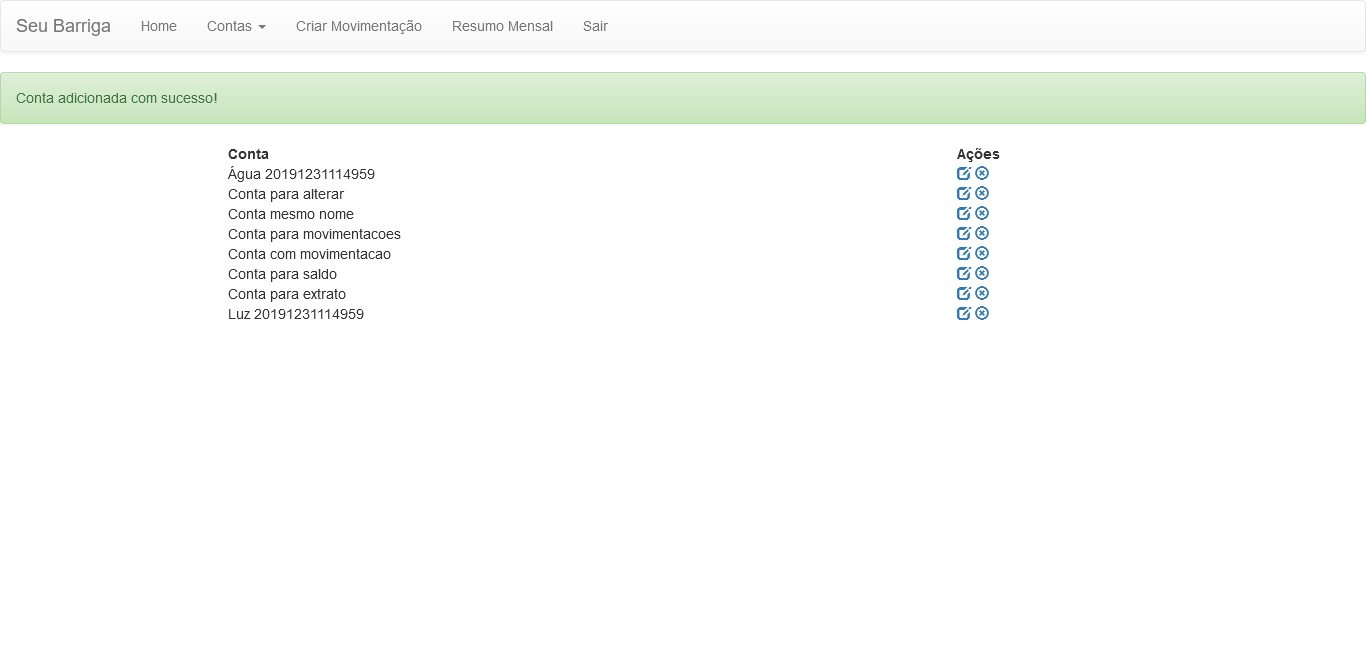 Seu Barriga Home Contas Criar Movimentação Resumo Mensal Sair
Conta adicionada com sucesso!
Conta Ações
Água 20191231114959
Conta para alterar
Conta mesmo nome
Conta para movimentacoes
Conta com movimentacao
Conta para saldo
Conta para extrato
Luz 20191231114959